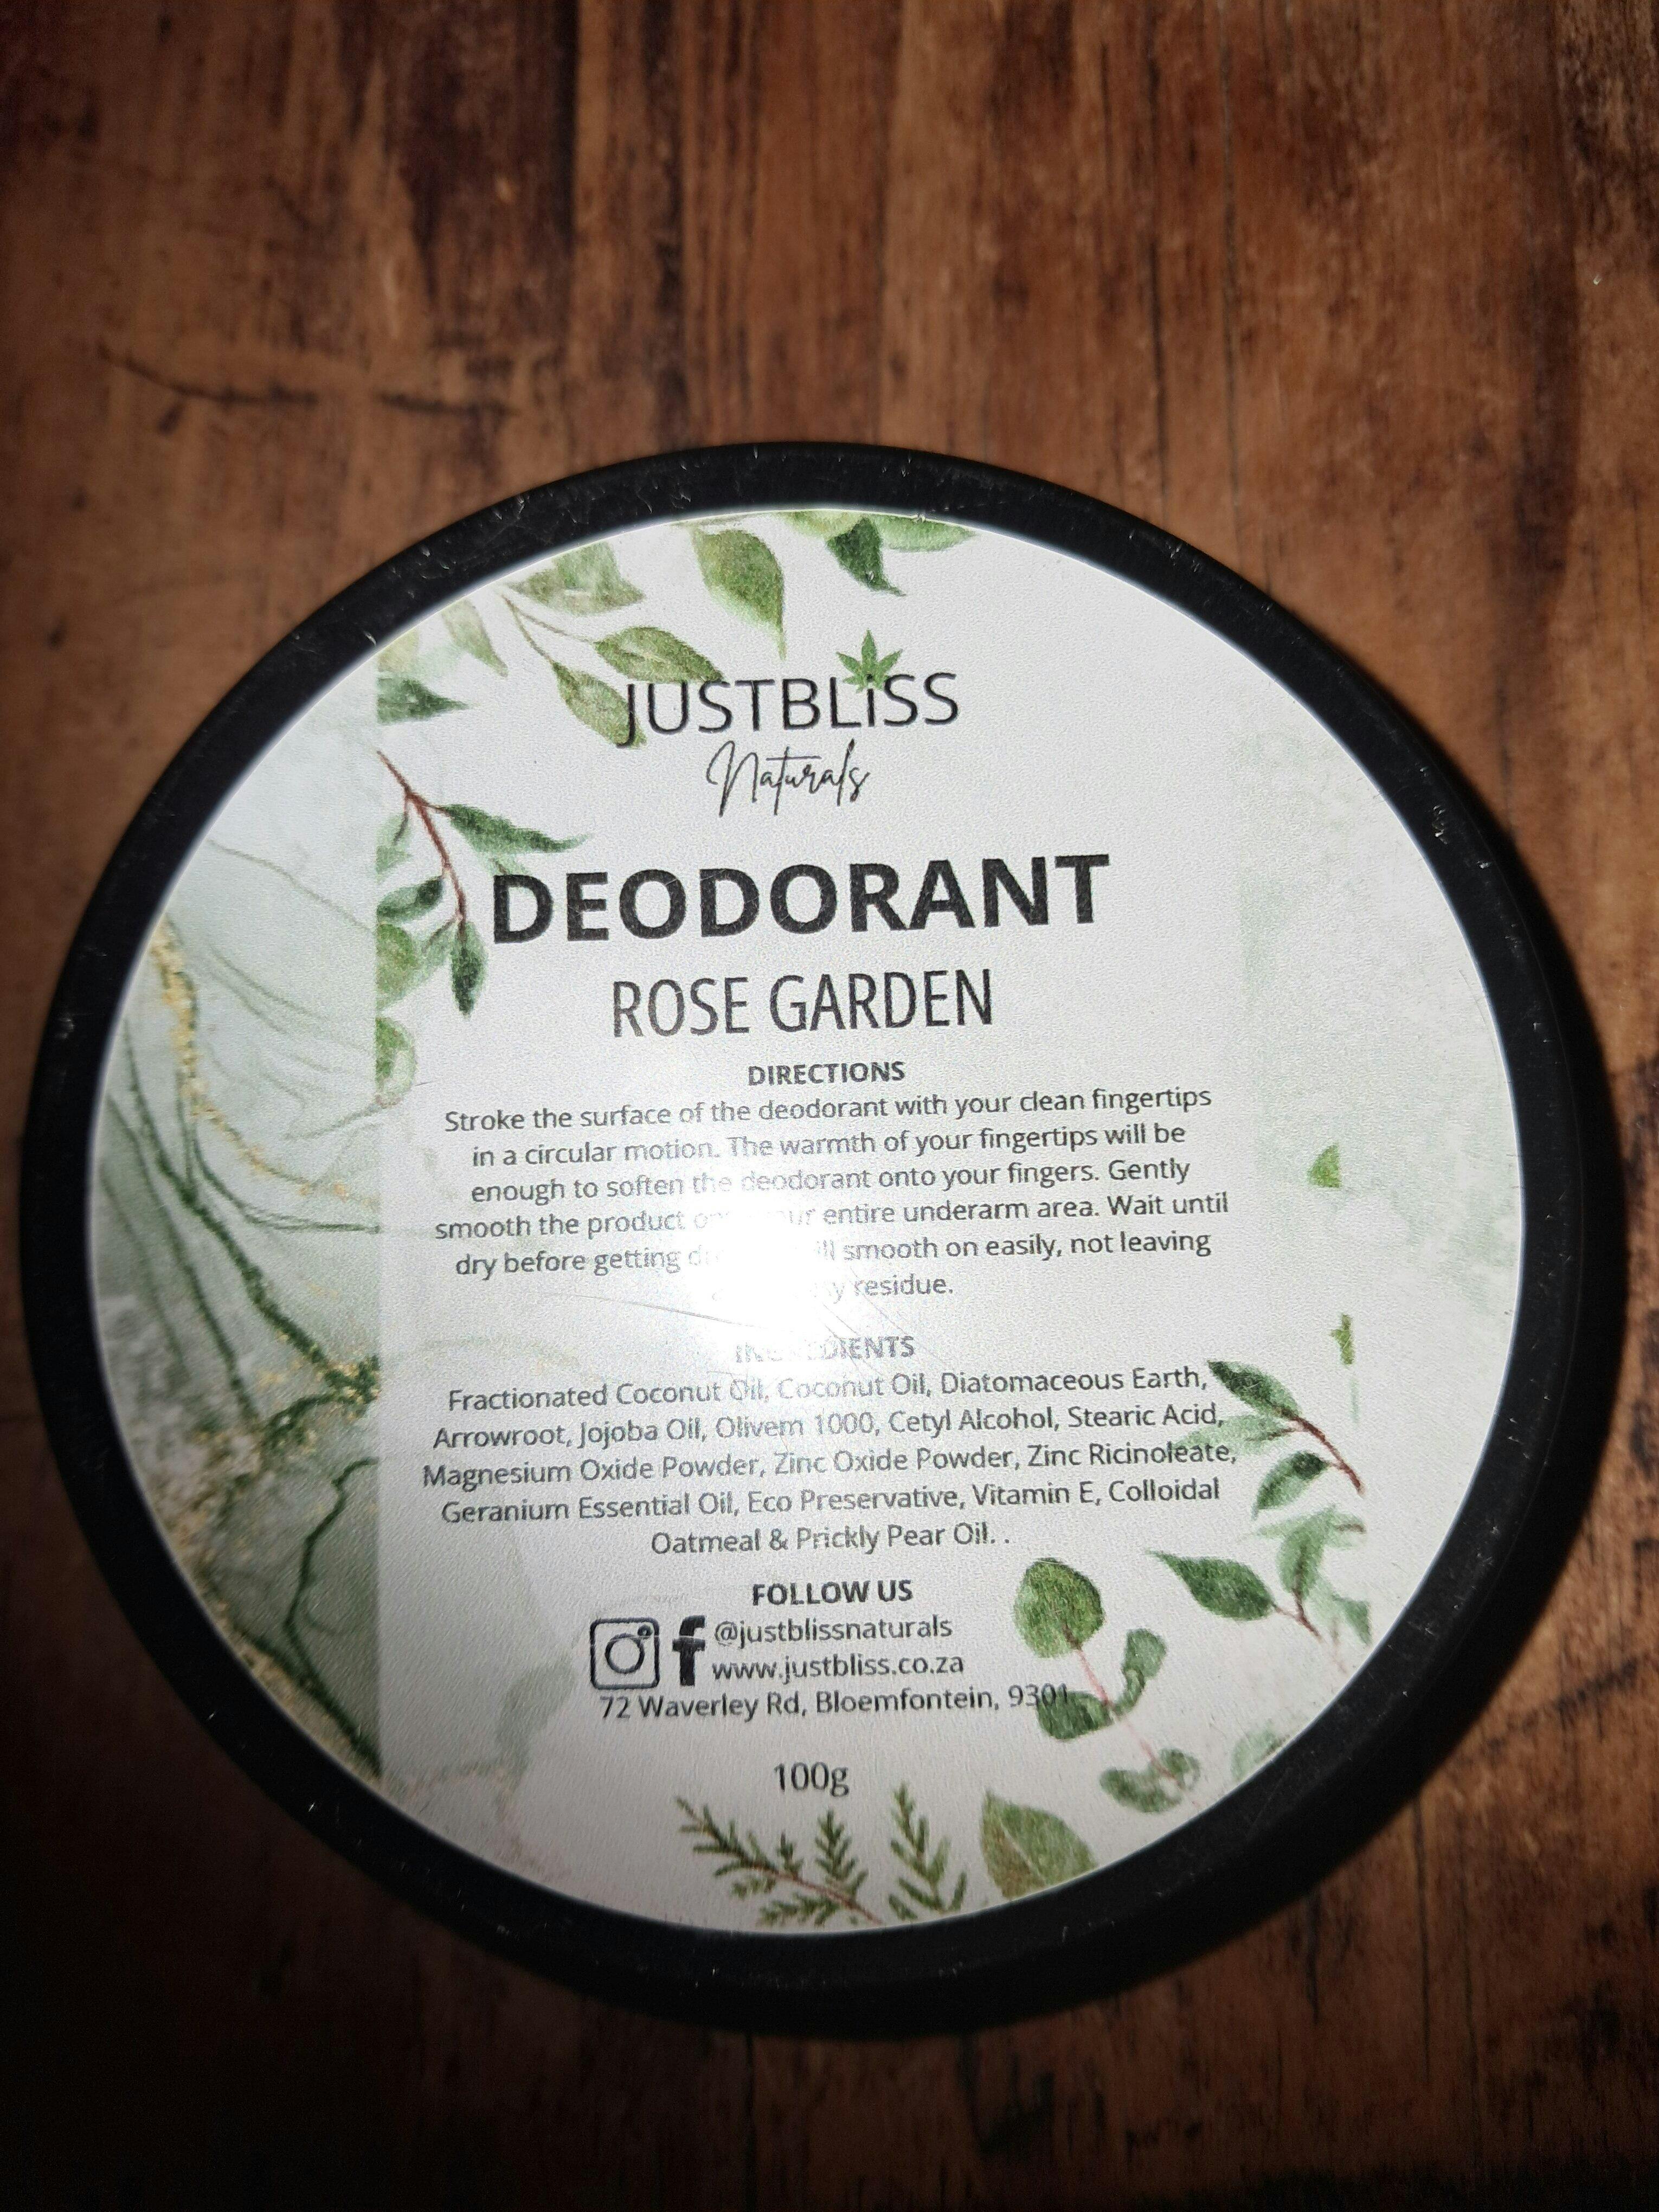 JUSTBLiSS
Naturals
DEODORANT
ROSE GARDEN
DIRECTIONS
Stroke the surface of the deodorant with your clean fingertips
in a circular motion. The warmth of your fingertips will be
enough to soften the deodorant onto your fingers. Gently
smooth the product entire underarm area. Wait until
dry before getting smooth on easily, not leaving
residue.
INGREDIENTS
Fractionated Coconut Oil, Coconut Oil, Diatomaceous Earth,
Arrowroot, Jojoba Oil, Olivem 1000, Cetyl Alcohol, Stearic Acid,
Magnesium Oxide Powder, Zinc Oxide Powder, Zinc Ricinoleate,
Geranium Essential Oil, Eco Preservative, Vitamin E, Colloidal
Oatmeal & Prickly Pear Oil. .
FOLLOW US
@justblissnaturals
www.justbliss.co.za
72 Waverley Rd, Bloemfontein, 9301
100g